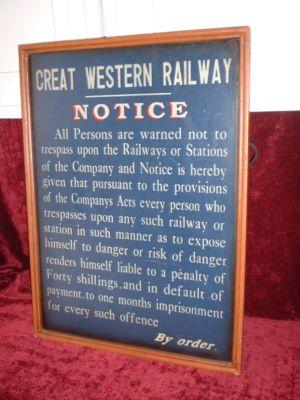 GREAT WESTERN RAILWAY
NOTICE
All Persons are warned not to
trespass upon the Railways or Stations
of the Company and Notice is hereby
given that pursuant to the provisions
of the Companys Acts every person who
trespasses upon any such railway or
station in such manner as to expose
himself to danger or risk of danger
renders himself liable to a penalty of
Forty shillings, and in default of
payment, to one months imprisonment
for every such offence
By order.